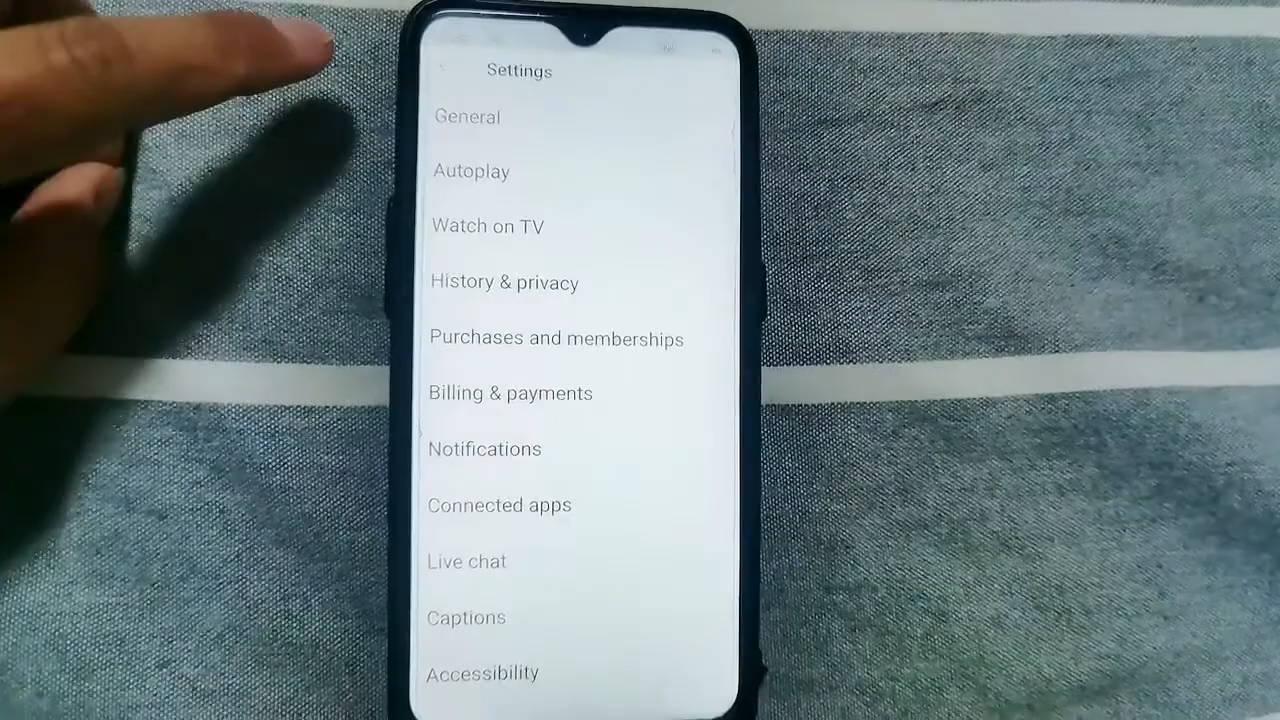 Settings
General
Autoplay
Watch on TV
History & privacy
Purchases and memberships
Billing & payments
Notifications
Connected apps
Live chat
Captions
Accessibility